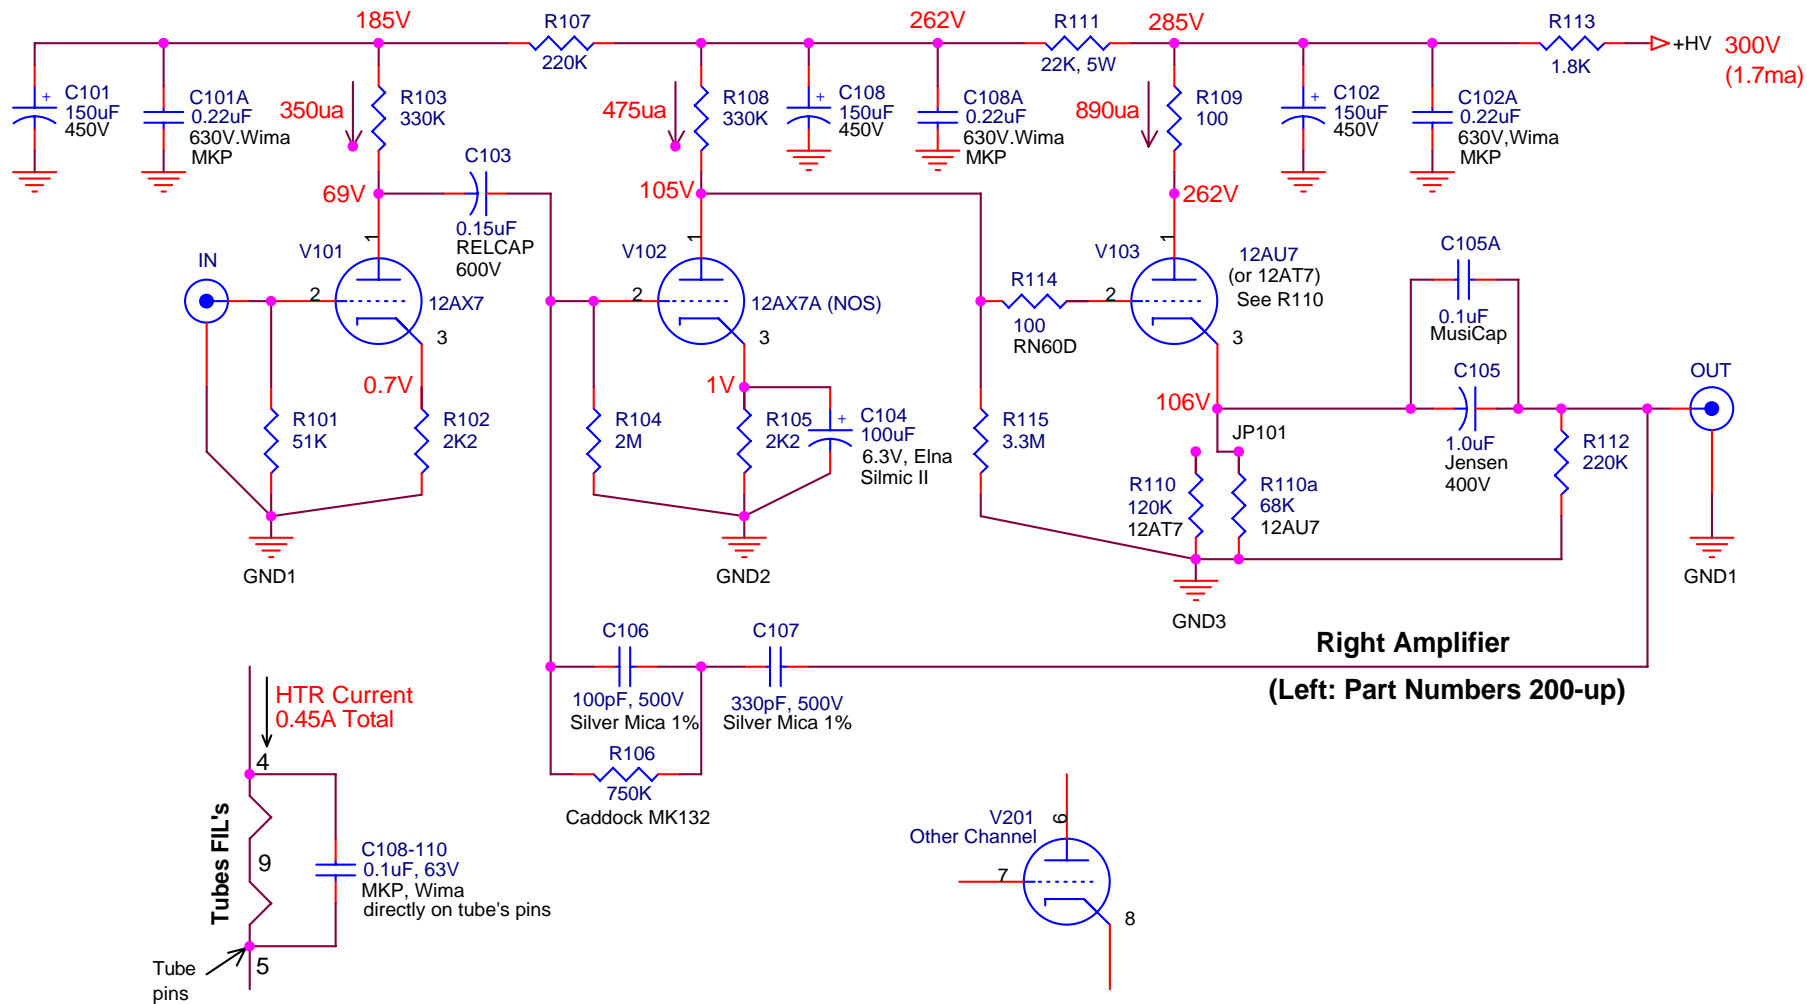 185V
R107
220K
262V
R111
22K, 5W
285V
R113
1.8K
+HV
300V
(1.7ma)
C101
+
150uF
450V
C101A
0.22uF
630V.Wima
MKP
350ua
R103
330K
475ua
R108
330K
C108
+
150uF
450V
C108A
0.22uF
630V.Wima
MKP
890ua
R109
100
C102
+
150uF
450V
C102A
0.22uF
630V,Wima
MKP
C103
0.15uF
RELCAP
600V
69V
105V
262V
IN
V101
1
2
3
12AX7
V102
1
2
3
12AX7A (NOS)
R114
100
RN60D
V103
1
2
3
12AU7
(or 12AT7)
See R110
C105A
0.1uF
MusiCap
0.7V
1V
106V
R101
51K
R102
2K2
R104
2M
R105
2K2
C104
+
100uF
6.3V, Elna
Silmic II
R115
3.3M
JP101
R110
120K
12AT7
R110a
68K
12AU7
C105
1.0uF
Jensen
400V
R112
220K
OUT
GND1
GND2
GND3
GND1
C106
100pF, 500V
Silver Mica 1%
C107
330pF, 500V
Silver Mica 1%
R106
750K
Caddock MK132
Right Amplifier
(Left: Part Numbers 200-up)
HTR Current
0.45A Total
4
Tubes FIL's
9
C108-110
0.1uF, 63V
MKP, Wima
directly on tube's pins
5
Tube
pins
V201
Other Channel
6
7
8